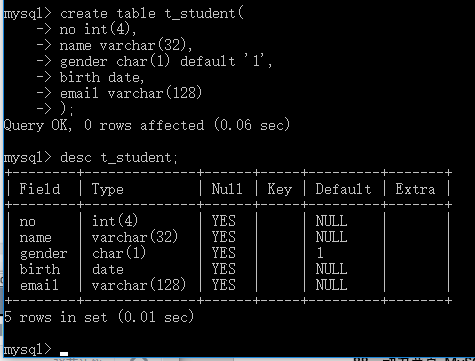 mysql> create table t_student(
    -> no int(4),
    -> name varchar(32),
    -> gender char(1) default '1',
    -> birth date,
    -> email varchar(128)
    -> );
Query OK, 0 rows affected (0.06 sec)
mysql> desc t_student;
+--------+--------------+------+-----+---------+-------+
| Field  | Type         | Null | Key | Default | Extra |
+--------+--------------+------+-----+---------+-------+
| no     | int(4)       | YES  |     | NULL    |       |
| name   | varchar(32)  | YES  |     | NULL    |       |
| gender | char(1)      | YES  |     | 1       |       |
| birth  | date         | YES  |     | NULL    |       |
| email  | varchar(128) | YES  |     | NULL    |       |
+--------+--------------+------+-----+---------+-------+
5 rows in set (0.01 sec)
mysql>